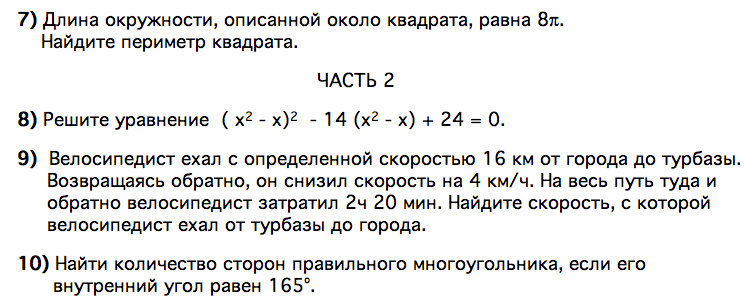 7) Длина окружности, описанной около квадрата, равна 8π.
Найдите периметр квадрата.
ЧАСТЬ 2
8) Решите уравнение ( x² - x)² - 14 (x² - x) + 24 = 0.
9) Велосипедист ехал с определенной скоростью 16 км от города до турбазы.
Возвращаясь обратно, он снизил скорость на 4 км/ч. На весь путь туда и
обратно велосипедист затратил 2ч 20 мин. Найдите скорость, с которой
велосипедист ехал от турбазы до города.
10) Найти количество сторон правильного многоугольника, если его
внутренний угол равен 165°.